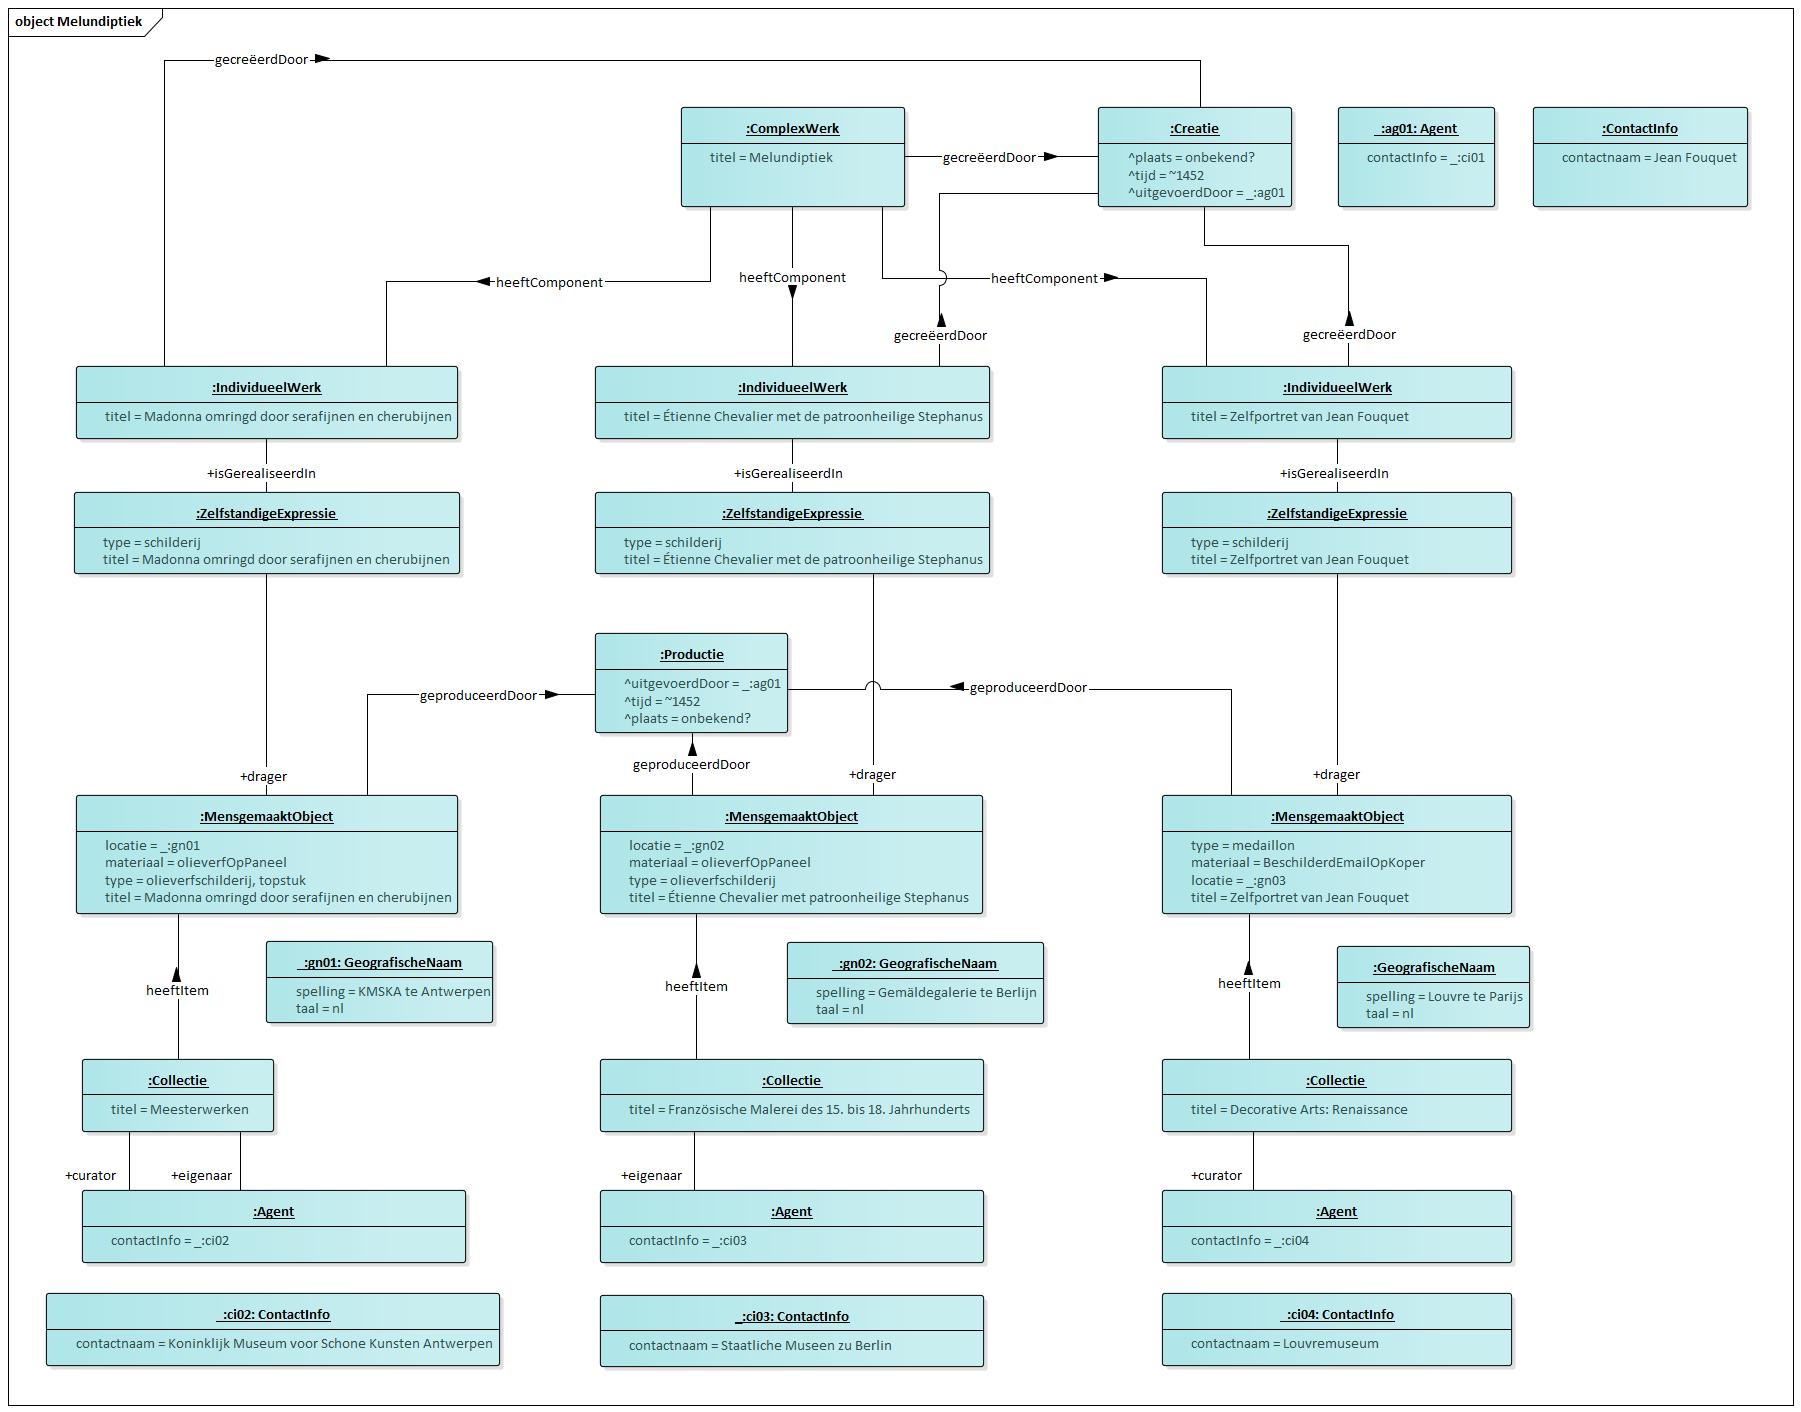 object Melundiptiek
gecreëerdDoor
:ComplexWerk
titel = Melundiptiek
gecreëerdDoor
:Creatie
^plaats = onbekend?
^tijd = ~1452
^uitgevoerdDoor = _:ag01
_:ag01: Agent
contactInfo = _:ci01
:ContactInfo
contactnaam = Jean Fouquet
heeftComponent
heeftComponent
heeftComponent
gecreëerdDoor
gecreëerdDoor
:IndividueelWerk
titel = Madonna omringd door serafijnen en cherubijnen
:IndividueelWerk
titel = Étienne Chevalier met de patroonheilige Stephanus
:IndividueelWerk
titel = Zelfportret van Jean Fouquet
+isGerealiseerdIn
+isGerealiseerdIn
+isGerealiseerdIn
:ZelfstandigeExpressie
type = schilderij
titel = Madonna omringd door serafijnen en cherubijnen
:ZelfstandigeExpressie
type = schilderij
titel = Étienne Chevalier met de patroonheilige Stephanus
:ZelfstandigeExpressie
type = schilderij
titel = Zelfportret van Jean Fouquet
:Productie
^uitgevoerdDoor = _:ag01
^tijd = ~1452
^plaats = onbekend?
geproduceerdDoor
geproduceerdDoor
geproduceerdDoor
+drager
+drager
+drager
:MensgemaaktObject
locatie = _:gn01
materiaal = olieverfOpPaneel
type = olieverfschilderij, topstuk
titel = Madonna omringd door serafijnen en cherubijnen
:MensgemaaktObject
locatie = _:gn02
materiaal = olieverfOpPaneel
type = olieverfschilderij
titel = Étienne Chevalier met patroonheilige Stephanus
:MensgemaaktObject
type = medaillon
materiaal = BeschilderdEmailOpKoper
locatie = _:gn03
titel = Zelfportret van Jean Fouquet
heeftItem
_:gn01: GeografischeNaam
spelling = KMSKA te Antwerpen
taal = nl
heeftItem
_:gn02: GeografischeNaam
spelling = Gemäldegalerie te Berlijn
taal = nl
heeftItem
:GeografischeNaam
spelling = Louvre te Parijs
taal = nl
:Collectie
titel = Meesterwerken
:Collectie
titel = Französische Malerei des 15. bis 18. Jahrhunderts
:Collectie
titel = Decorative Arts: Renaissance
+curator
+eigenaar
+eigenaar
+curator
:Agent
contactInfo = _:ci02
:Agent
contactInfo = _:ci03
:Agent
contactInfo = _:ci04
_:ci02: ContactInfo
contactnaam = Koninklijk Museum voor Schone Kunsten Antwerpen
_:ci03: ContactInfo
contactnaam = Staatliche Museen zu Berlin
_:ci04: ContactInfo
contactnaam = Louvremuseum